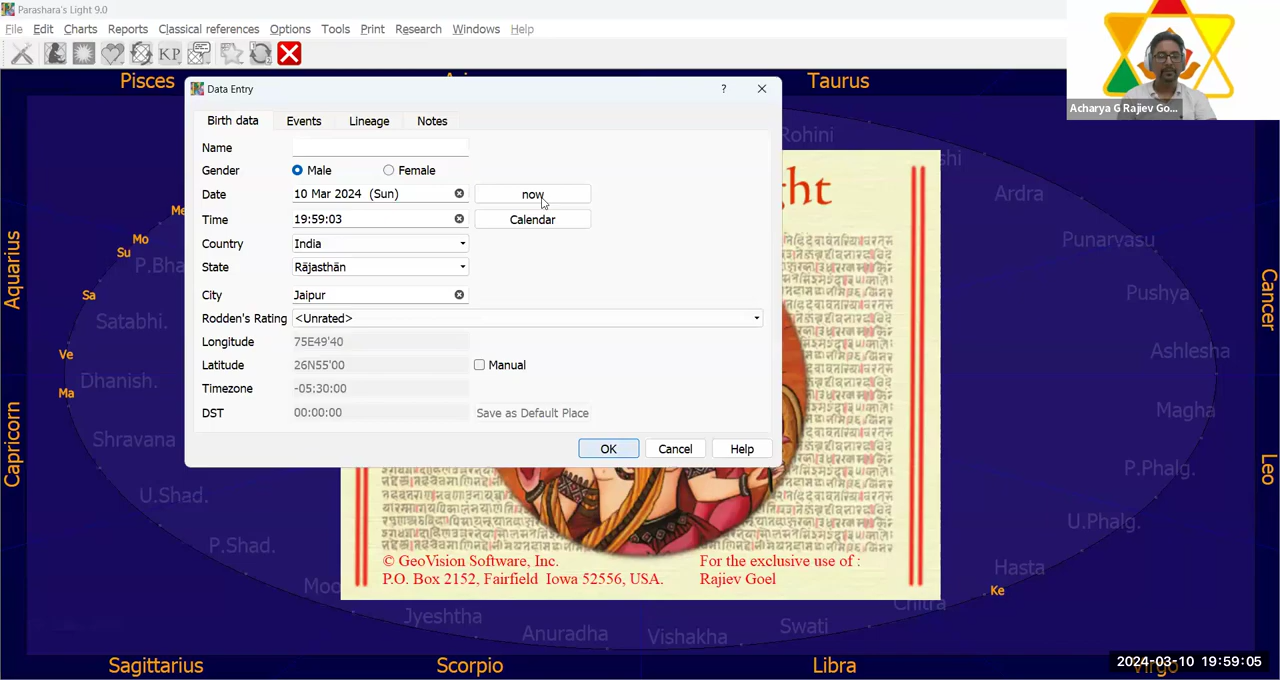 Parashara's Light 9.0
File Edit Charts Reports Classical references Options Tools Print Research Windows Help
KP
Acharya G Rajiev Go...
Pisces
Taurus
Data Entry
?
Birth data Events Lineage Notes
Name
Gender Male Female
Date 10 Mar 2024 (Sun) now
Time 19:59:03 Calendar
Country India
State Rājasthān
City Jaipur
Rodden's Rating <Unrated>
Longitude 75E49'40
Latitude 26N55'00 Manual
Timezone -05:30:00
DST 00:00:00 Save as Default Place
OK Cancel Help
Rohini
Ardra
Punarvasu
Pushya
Ashlesha
Magha
P.Phalg.
U.Phalg.
Hasta
Chitra
Swati
Vishakha
Anuradha
Jyeshtha
Moo
P.Shad.
U.Shad.
Shravana
Dhanish.
Satabhi.
P.Bha
Me
Mo
Su
Sa
Ve
Ma
Ke
Aquarius
Capricorn
Cancer
Leo
ght
© GeoVision Software, Inc.
P.O. Box 2152, Fairfield Iowa 52556, USA.
For the exclusive use of :
Rajiev Goel
Sagittarius Scorpio Libra Virgo
2024-03-10 19:59:05